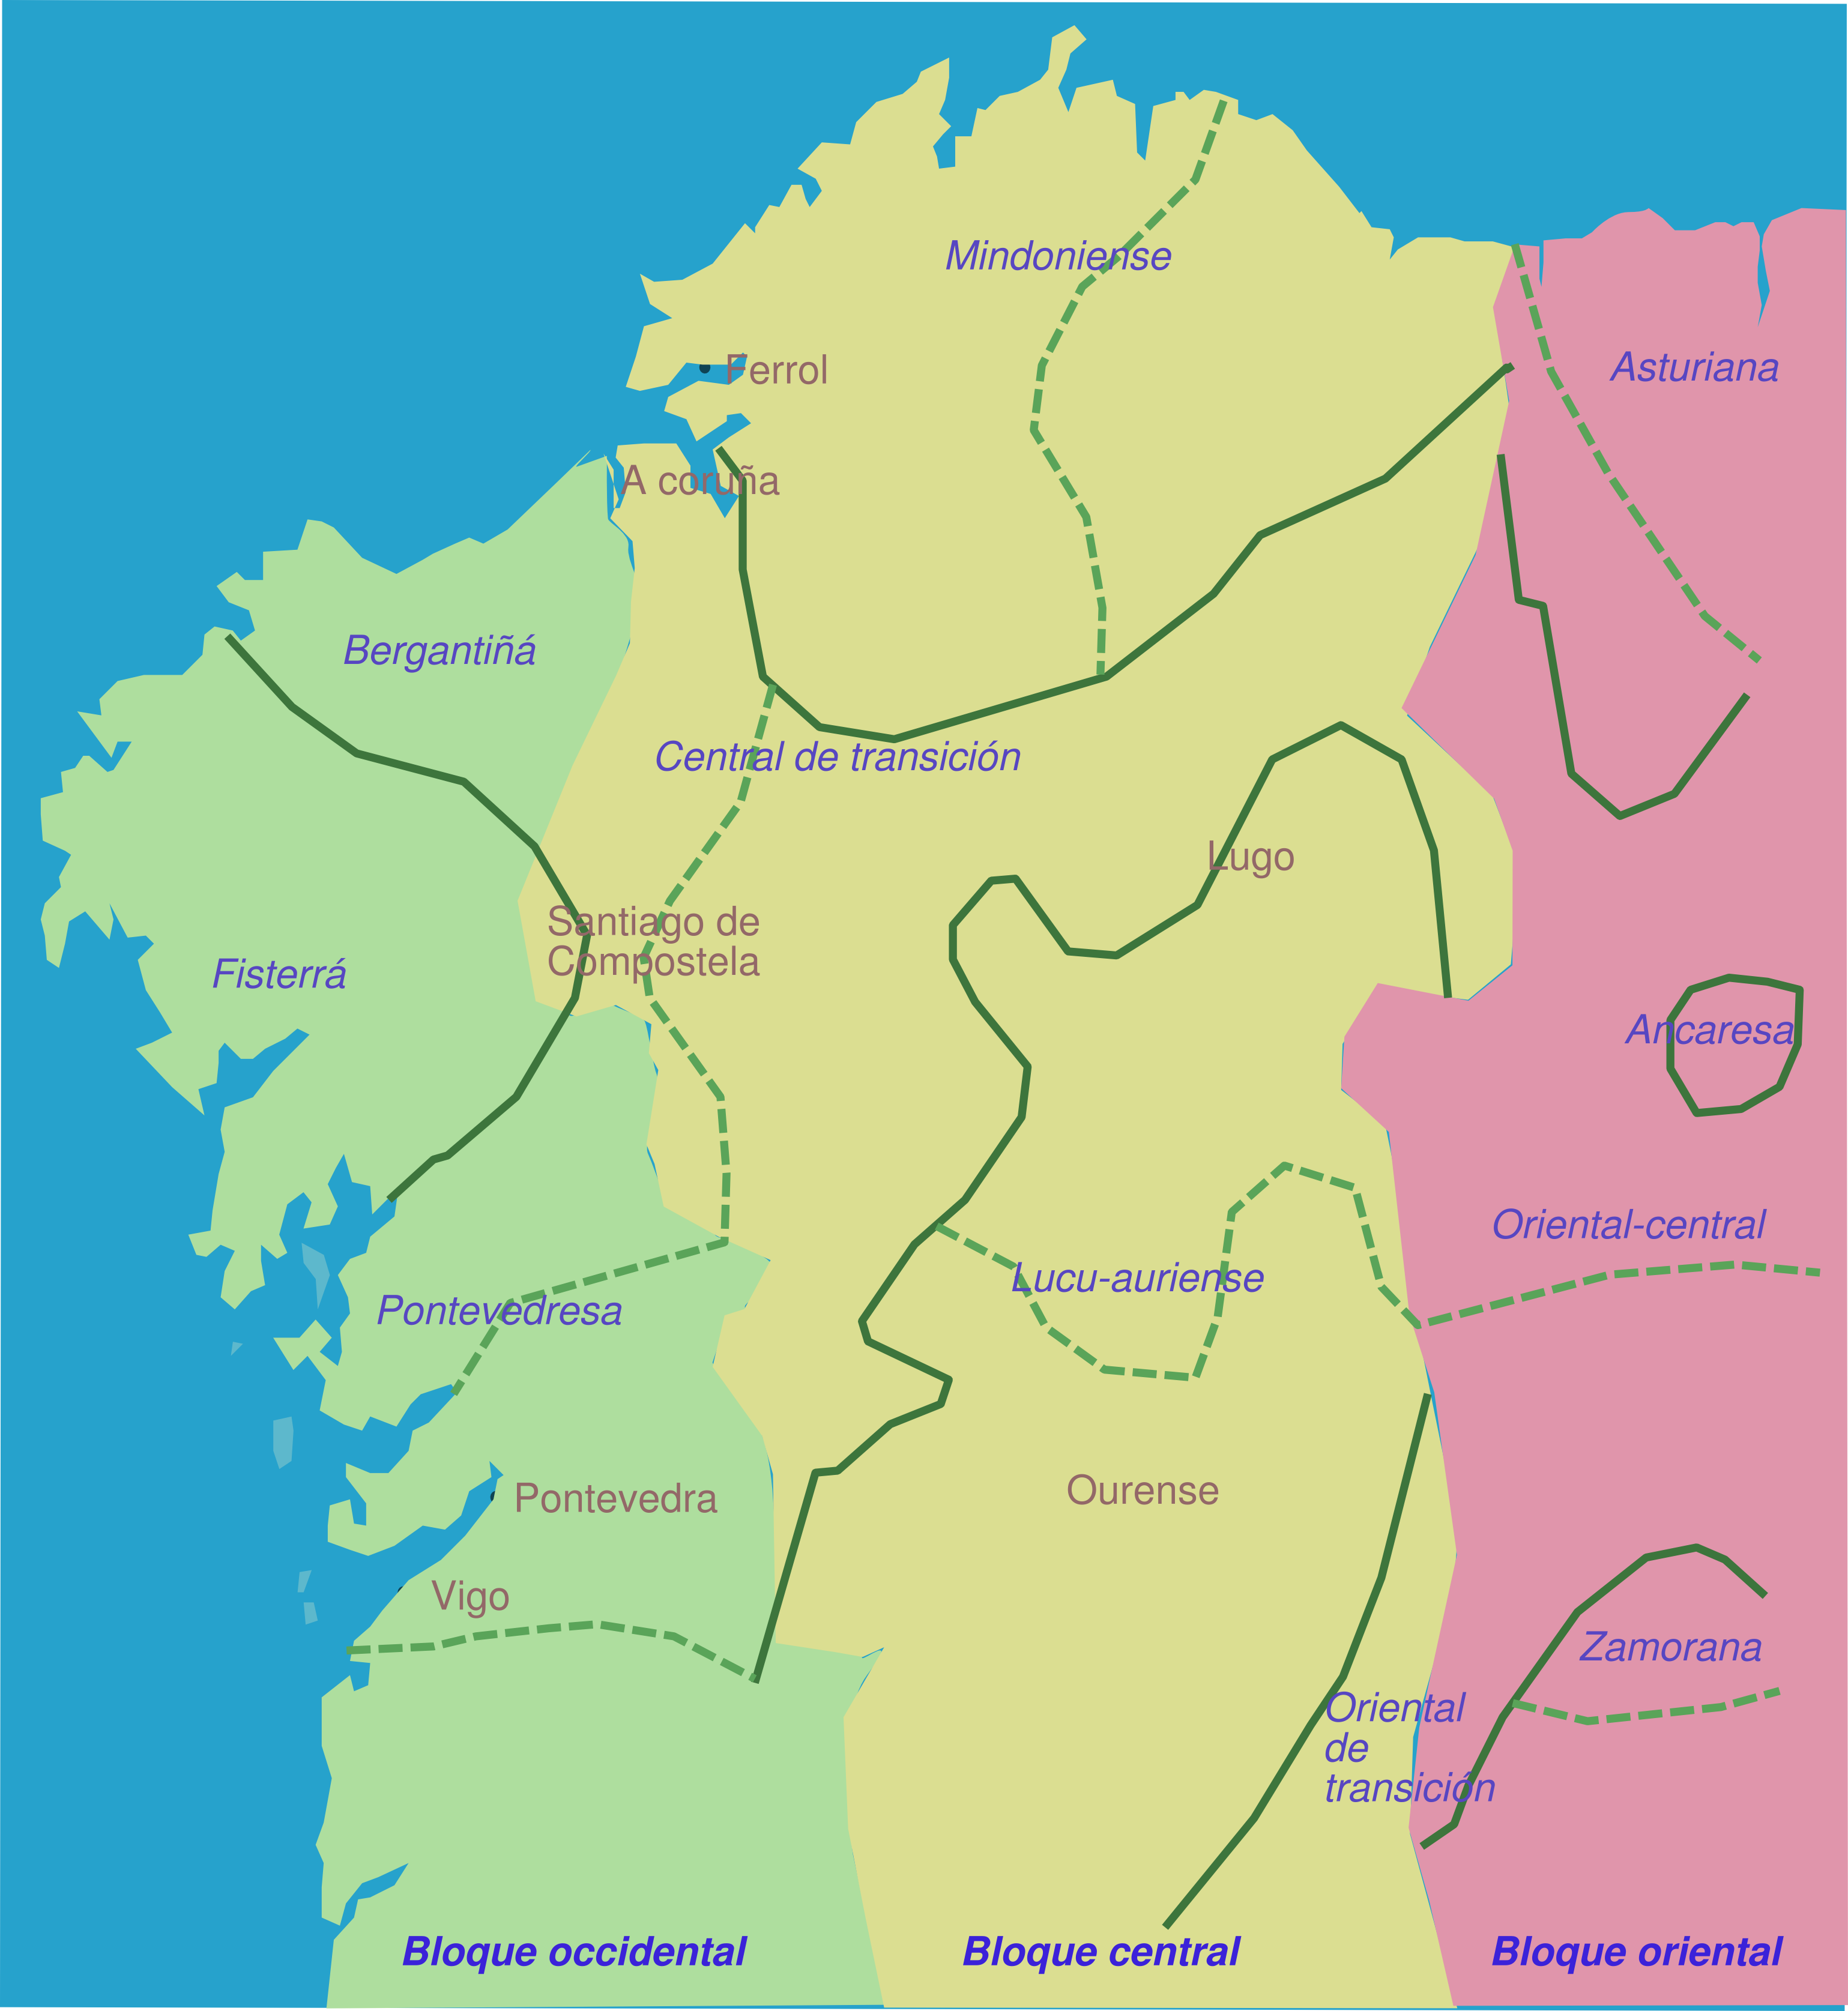 Mindoniense
Asturiana
Ferrol
A coruña
Bergantiñá
Central de transición
Lugo
Santiago de
Compostela
Fisterrá
Ancaresa
Oriental-central
Lucu-auriense
Pontevedresa
Ourense
Pontevedra
Vigo
Zamorana
Oriental
de
transición
Bloque occidental
Bloque central
Bloque oriental